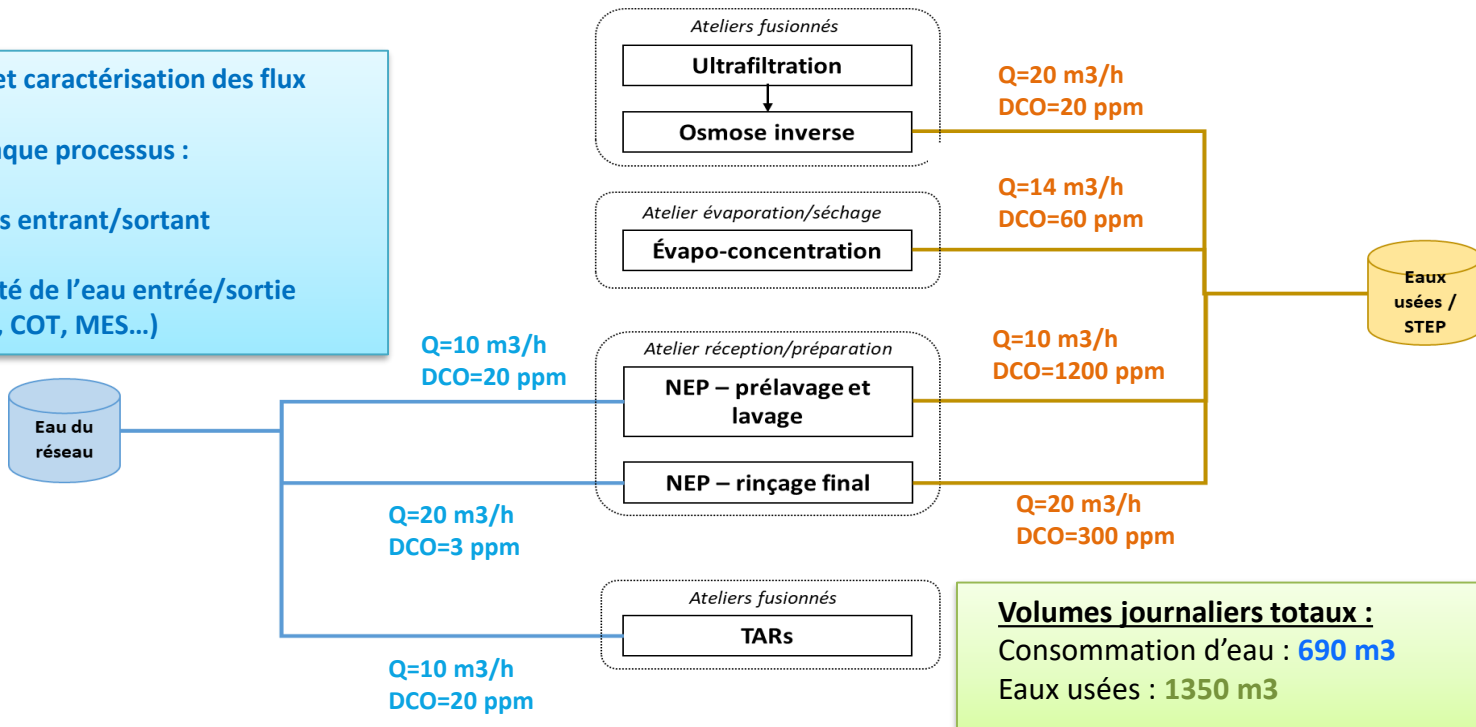 et caractérisation des flux
aque processus :
s entrant/sortant
té de l'eau entrée/sortie
, COT, MES…)
Ateliers fusionnés
Ultrafiltration
Osmose inverse
Q=20 m3/h
DCO=20 ppm
Atelier évaporation/séchage
Évapo-concentration
Q=14 m3/h
DCO=60 ppm
Eaux
usées /
STEP
Q=10 m3/h
DCO=20 ppm
Atelier réception/préparation
NEP – prélavage et
lavage
Q=10 m3/h
DCO=1200 ppm
Eau du
réseau
NEP – rinçage final
Q=20 m3/h
DCO=3 ppm
Q=20 m3/h
DCO=300 ppm
Ateliers fusionnés
TARs
Q=10 m3/h
DCO=20 ppm
Volumes journaliers totaux :
Consommation d'eau : 690 m3
Eaux usées : 1350 m3